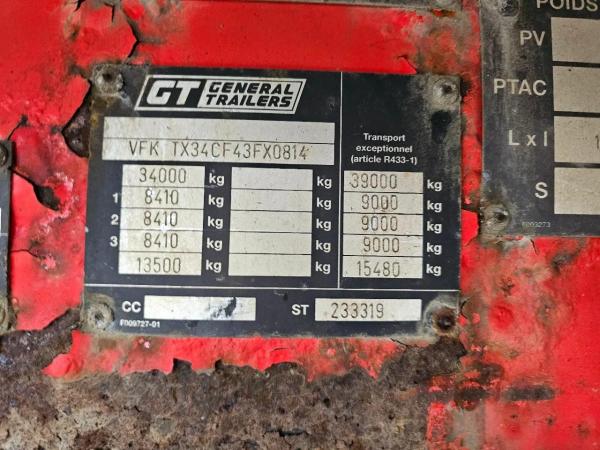 GT GENERAL TRAILERS
VFK TX34CF43FX0814
Transport
exceptionnel
(article R433-1)
34000 kg kg 39000 kg
1 8410 kg kg 9000 kg
2 8410 kg kg 9000 kg
3 8410 kg kg 9000 kg
13500 kg kg 15480 kg
CC ST 233319
F009727-01
POIDS
PV
PTAC
L x l 1
S
F009273